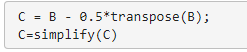 C = B - 0.5*transpose(B);
C=simplify(C)